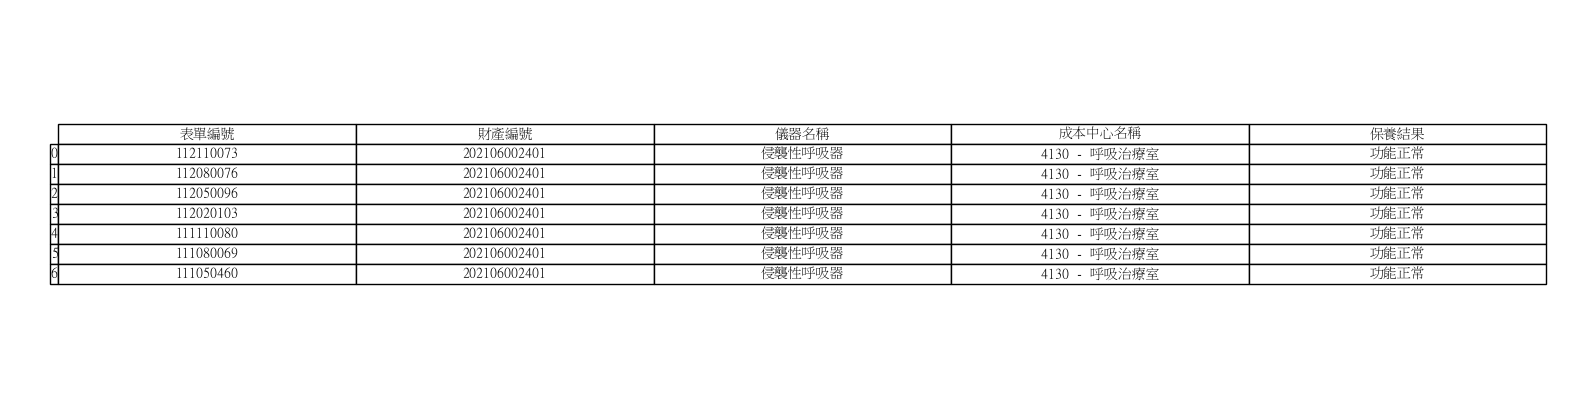 表單編號 財產編號 儀器名稱 成本中心名稱 保養結果
0 112110073 202106002401 侵襲性呼吸器 4130 - 呼吸治療室 功能正常
1 112080076 202106002401 侵襲性呼吸器 4130 - 呼吸治療室 功能正常
2 112050096 202106002401 侵襲性呼吸器 4130 - 呼吸治療室 功能正常
3 112020103 202106002401 侵襲性呼吸器 4130 - 呼吸治療室 功能正常
4 111110080 202106002401 侵襲性呼吸器 4130 - 呼吸治療室 功能正常
5 111080069 202106002401 侵襲性呼吸器 4130 - 呼吸治療室 功能正常
6 111050460 202106002401 侵襲性呼吸器 4130 - 呼吸治療室 功能正常